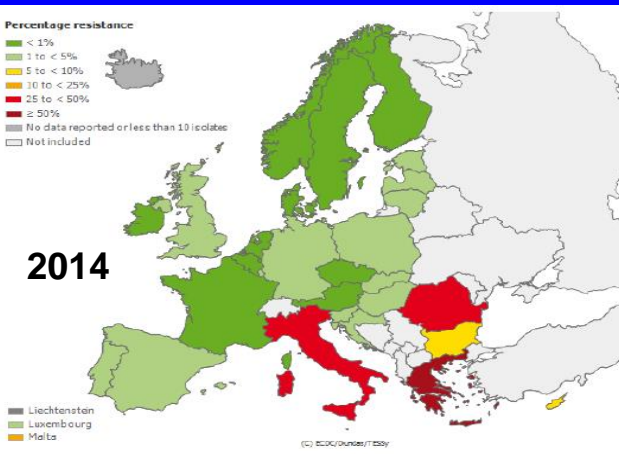 Percentage resistance
< 1%
1 to < 5%
5 to < 10%
10 to < 25%
25 to < 50%
≥ 50%
No data reported or less than 10 isolates
Not included
2014
Liechtenstein
Luxembourg
Malta
(C) ECDC/Dundas/TESSy